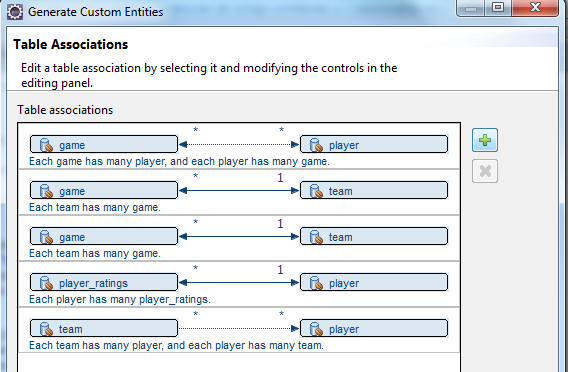 Generate Custom Entities
Table Associations
Edit a table association by selecting it and modifying the controls in the
editing panel.
Table associations
game * * player
Each game has many player, and each player has many game.
game * 1 team
Each team has many game.
game * 1 team
Each team has many game.
player_ratings * 1 player
Each player has many player_ratings.
team * * player
Each team has many player, and each player has many team.